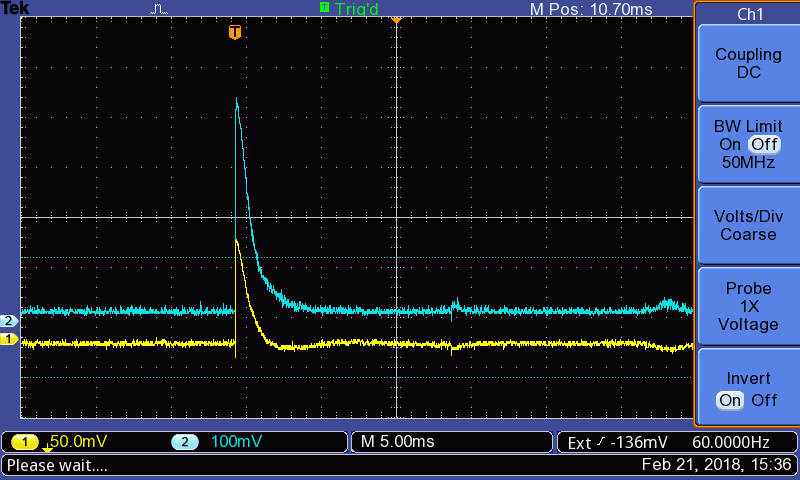 Tek
T Trig'd
M Pos: 10.70ms
Ch1
T
Coupling
DC
BW Limit
On Off
50MHz
Volts/Div
Coarse
Probe
1X
Voltage
2
1
Invert
On Off
1 50.0mV
2 100mV
M 5.00ms
Ext -136mV
60.0000Hz
Please wait....
Feb 21, 2018, 15:36